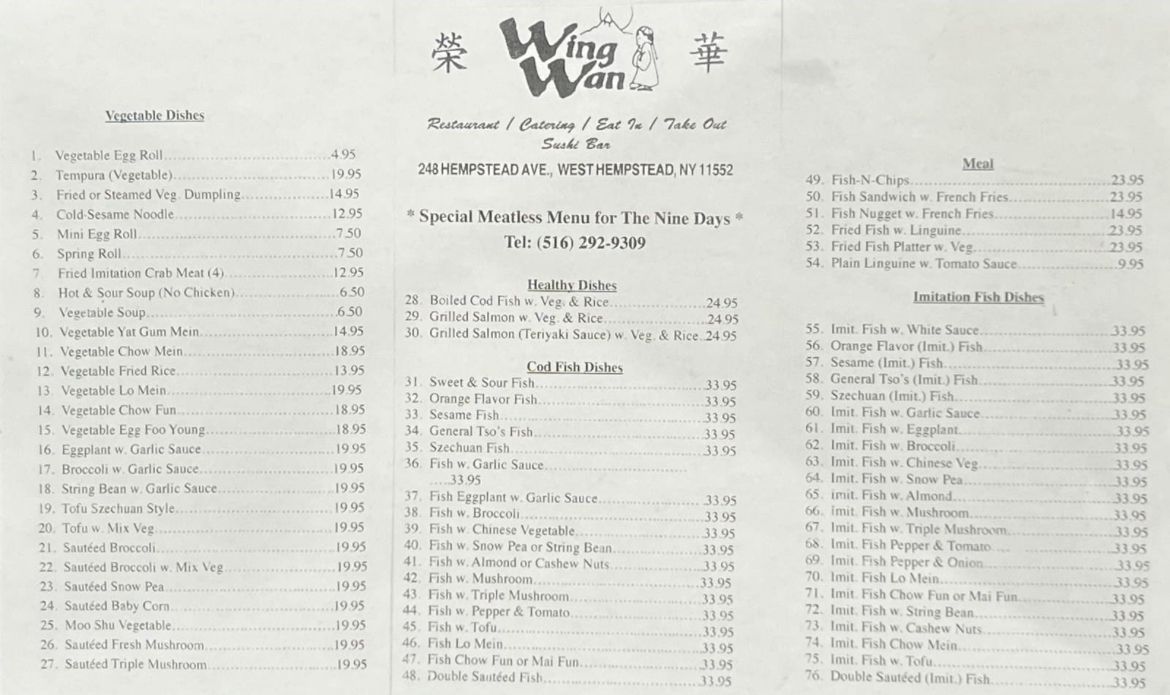 Vegetable Dishes
1. Vegetable Egg Roll 4.95
2. Tempura (Vegetable) 19.95
3. Fried or Steamed Veg. Dumpling 14.95
4. Cold Sesame Noodle 12.95
5. Mini Egg Roll 7.50
6. Spring Roll 7.50
7 Fried Imitation Crab Meat (4) 12.95
8. Hot & Sour Soup (No Chicken) 6.50
9. Vegetable Soup 6.50
10. Vegetable Yat Gum Mein 14.95
11. Vegetable Chow Mein 18.95
12. Vegetable Fried Rice 13.95
13. Vegetable Lo Mein 19.95
14. Vegetable Chow Fun 18.95
15. Vegetable Egg Foo Young 18.95
16. Eggplant w. Garlic Sauce 19.95
17. Broccoli w. Garlic Sauce 19.95
18. String Bean w. Garlic Sauce 19.95
19. Tofu Szechuan Style 19.95
20. Tofu w. Mix Veg 19.95
21. Sautéed Broccoli 19.95
22. Sautéed Broccoli w. Mix Veg 19.95
23. Sautéed Snow Pea 19.95
24. Sautéed Baby Corn 19.95
25. Moo Shu Vegetable 19.95
26. Sautéed Fresh Mushroom 19.95
27. Sautéed Triple Mushroom 19.95
榮 Wing Wan 華
Restaurant / Catering / Eat In / Take Out
Sushi Bar
248 HEMPSTEAD AVE., WEST HEMPSTEAD, NY 11552
* Special Meatless Menu for The Nine Days *
Tel: (516) 292-9309
Healthy Dishes
28. Boiled Cod Fish w. Veg. & Rice 24.95
29. Grilled Salmon w. Veg. & Rice 24.95
30. Grilled Salmon (Teriyaki Sauce) w. Veg. & Rice 24.95
Cod Fish Dishes
31. Sweet & Sour Fish 33.95
32. Orange Flavor Fish 33.95
33. Sesame Fish 33.95
34. General Tso's Fish 33.95
35. Szechuan Fish 33.95
36. Fish w. Garlic Sauce
....33.95
37. Fish Eggplant w. Garlic Sauce 33.95
38. Fish w. Broccoli 33.95
39. Fish w. Chinese Vegetable 33.95
40. Fish w. Snow Pea or String Bean 33.95
41. Fish w. Almond or Cashew Nuts 33.95
42. Fish w. Mushroom 33.95
43. Fish w. Triple Mushroom 33.95
44. Fish w. Pepper & Tomato 33.95
45. Fish w. Tofu 33.95
46. Fish Lo Mein 33.95
47. Fish Chow Fun or Mai Fun 33.95
48. Double Sautéed Fish 33.95
Meal
49. Fish-N-Chips 23.95
50. Fish Sandwich w. French Fries 23.95
51. Fish Nugget w. French Fries 14.95
52. Fried Fish w. Linguine 23.95
53. Fried Fish Platter w. Veg 23.95
54. Plain Linguine w. Tomato Sauce 9.95
Imitation Fish Dishes
55. Imit. Fish w. White Sauce 33.95
56. Orange Flavor (Imit.) Fish 33.95
57. Sesame (Imit.) Fish 33.95
58. General Tso's (Imit.) Fish 33.95
59. Szechuan (Imit.) Fish 33.95
60. Imit. Fish w. Garlic Sauce 33.95
61. Imit. Fish w. Eggplant 33.95
62. Imit. Fish w. Broccoli 33.95
63. Imit. Fish w. Chinese Veg 33.95
64. Imit. Fish w. Snow Pea 33.95
65. imit. Fish w. Almond 33.95
66. imit. Fish w. Mushroom 33.95
67. Imit. Fish w. Triple Mushroom 33.95
68. Imit. Fish Pepper & Tomato 33.95
69. Imit. Fish Pepper & Onion 33.95
70. Imit. Fish Lo Mein 33.95
71. Imit. Fish Chow Fun or Mai Fun 33.95
72. Imit. Fish w. String Bean 33.95
73. Imit. Fish w. Cashew Nuts 33.95
74. Imit. Fish Chow Mein 33.95
75. Imit. Fish w. Tofu 33.95
76. Double Sautéed (Imit.) Fish 33.95